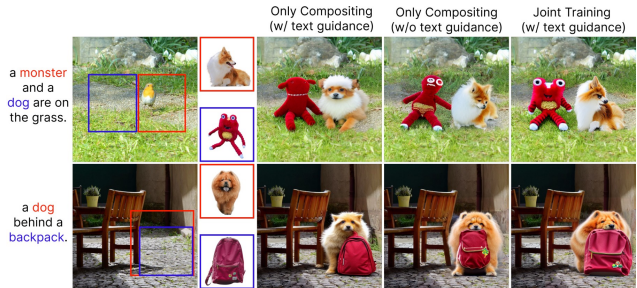 Only Compositing
(w/ text guidance)
Only Compositing
(w/o text guidance)
Joint Training
(w/ text guidance)
a monster
and a
dog are on
the grass.
a dog
behind a
backpack.